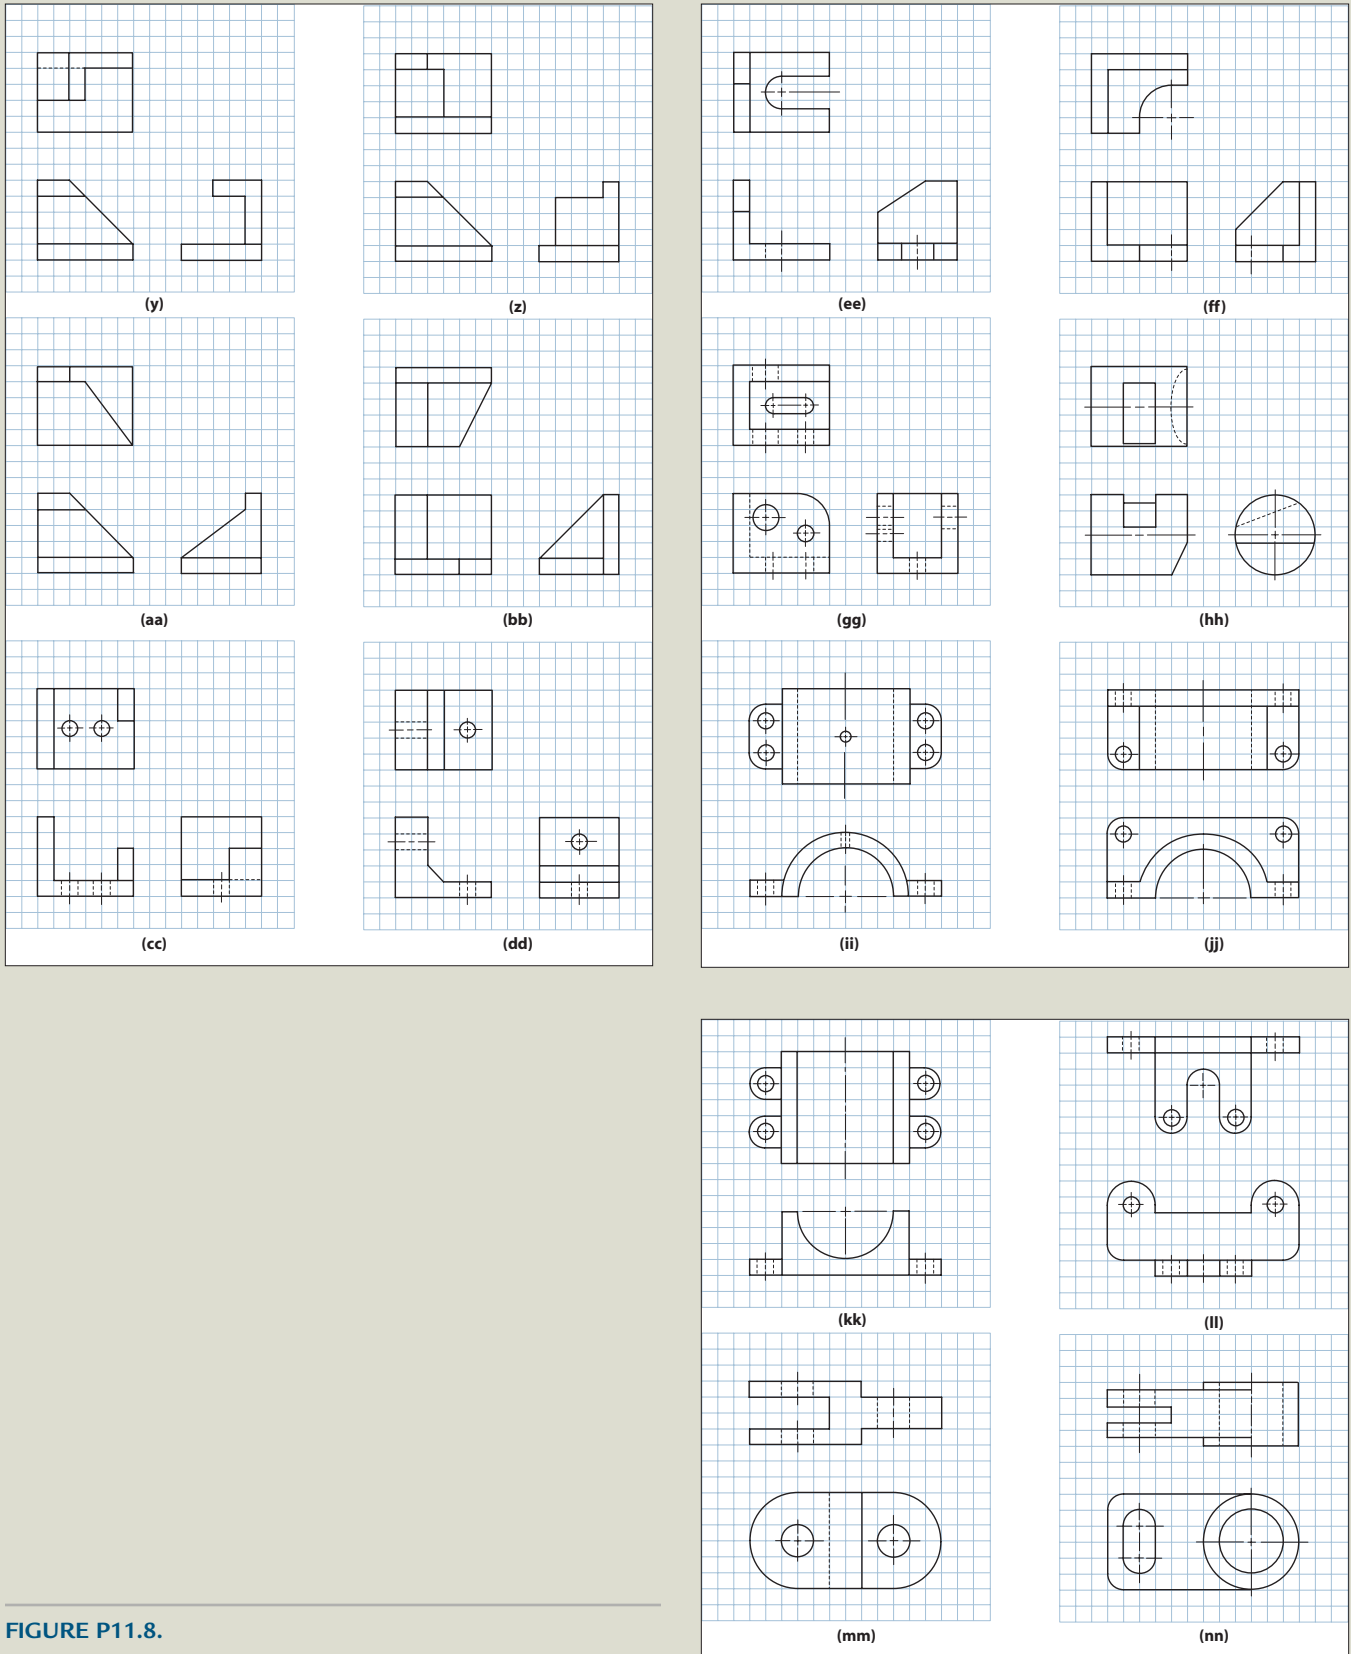 (y)
(z)
(aa)
(bb)
(cc)
(dd)
(ee)
(ff)
(gg)
(hh)
(ii)
(jj)
(kk)
(ll)
(mm)
(nn)
FIGURE P11.8.